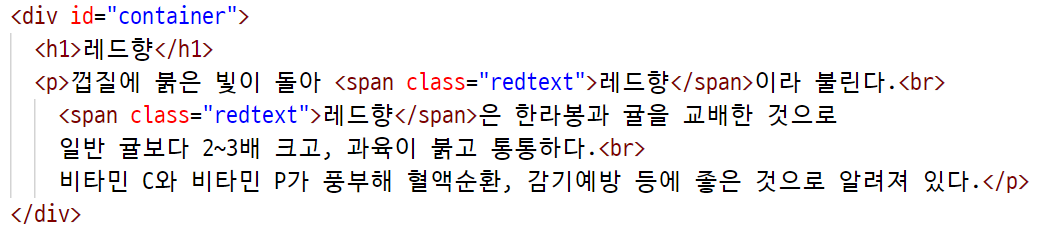 <div id="container">
<h1>레드향</h1>
<p>껍질에 붉은 빛이 돌아 <span class="redtext">레드향</span>이라 불린다.<br>
<span class="redtext">레드향</span>은 한라봉과 귤을 교배한 것으로
일반 귤보다 2~3배 크고, 과육이 붉고 통통하다.<br>
비타민 C와 비타민 P가 풍부해 혈액순환, 감기예방 등에 좋은 것으로 알려져 있다.</p>
</div>